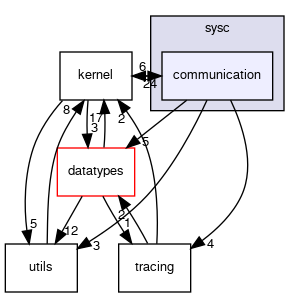 sysc
kernel
6
24
communication
8
17
3
2
5
datatypes
5
12
3
2
1
4
utils
tracing